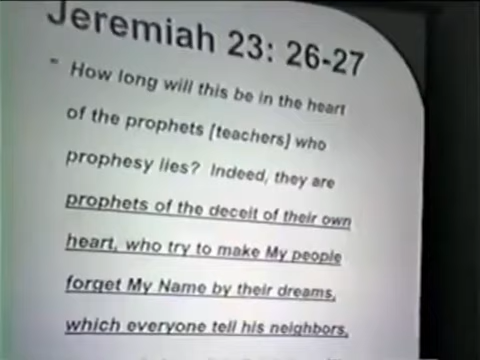 Jeremiah 23: 26-27
" How long will this be in the heart
of the prophets [teachers] who
prophesy lies? Indeed, they are
prophets of the deceit of their own
heart, who try to make My people
forget My Name by their dreams,
which everyone tell his neighbors,